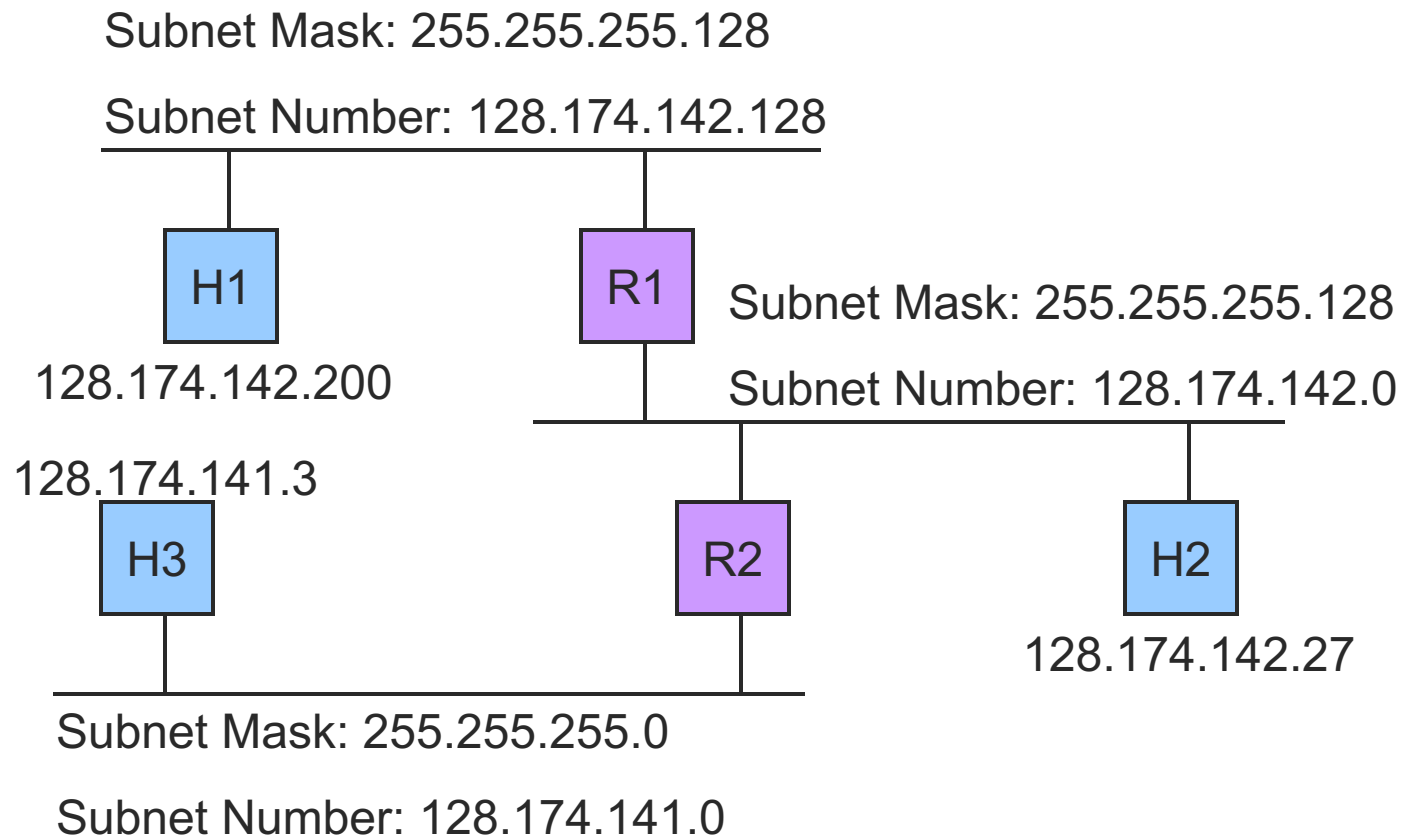 Subnet Mask: 255.255.255.128
Subnet Number: 128.174.142.128
H1
R1
128.174.142.200
Subnet Mask: 255.255.255.128
Subnet Number: 128.174.142.0
128.174.141.3
H3
R2
H2
128.174.142.27
Subnet Mask: 255.255.255.0
Subnet Number: 128.174.141.0